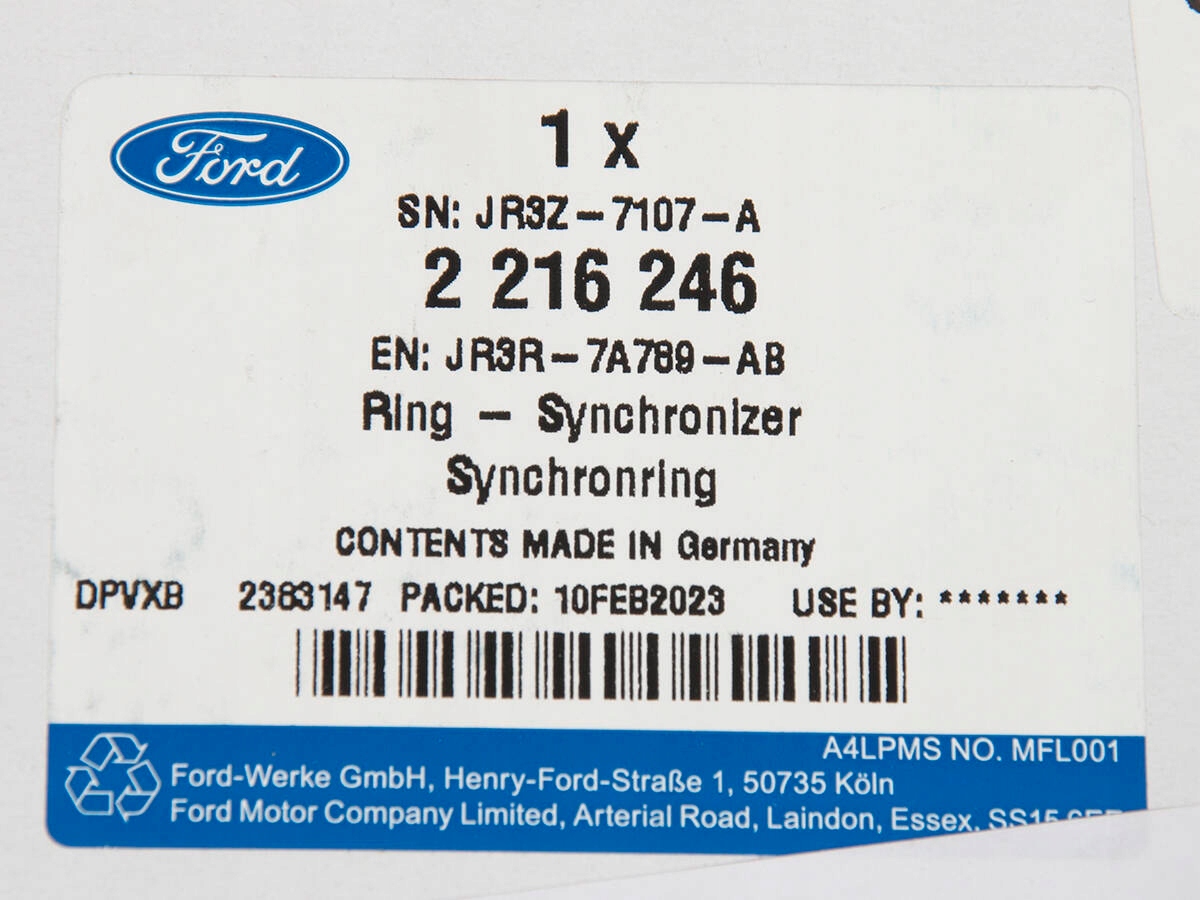 Ford
1 x
SN: JR3Z-7107-A
2 216 246
EN: JR3R-7A789-AB
Ring - Synchronizer
Synchronring
CONTENTS MADE IN Germany
DPVXB 2383147 PACKED: 10FEB2023 USE BY: *******
A4LPMS NO. MFL001
Ford-Werke GmbH, Henry-Ford-Straße 1, 50735 Köln
Ford Motor Company Limited, Arterial Road, Laindon, Essex, SS15